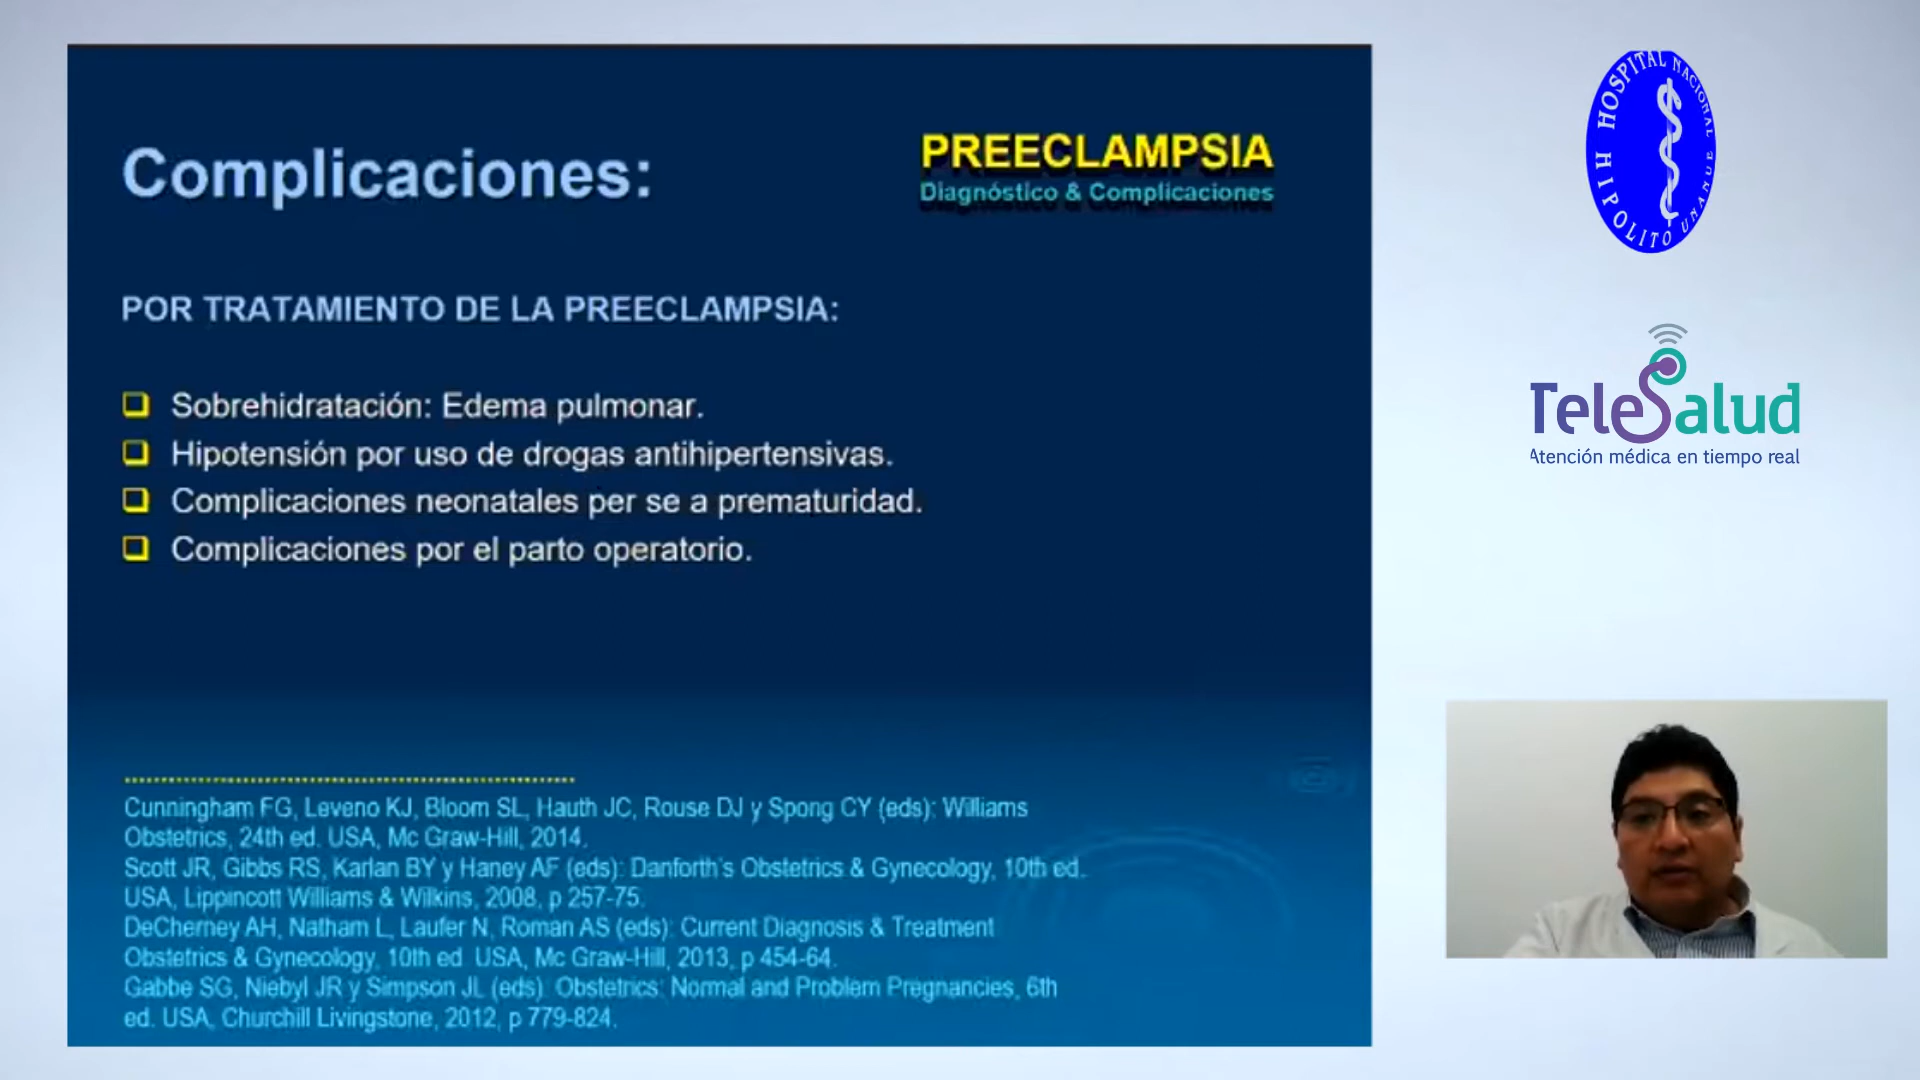 Complicaciones:
PREECLAMPSIA
Diagnóstico & Complicaciones
POR TRATAMIENTO DE LA PREECLAMPSIA:
Sobrehidratación: Edema pulmonar.
Hipotensión por uso de drogas antihipertensivas.
Complicaciones neonatales per se a prematuridad.
Complicaciones por el parto operatorio.
Cunningham FG, Leveno KJ, Bloom SL, Hauth JC, Rouse DJ y Spong CY (eds): Williams
Obstetrics, 24th ed. USA, Mc Graw-Hill, 2014.
Scott JR, Gibbs RS, Karlan BY y Haney AF (eds): Danforth's Obstetrics & Gynecology, 10th ed.
USA, Lippincott Williams & Wilkins, 2008, p 257-75.
DeCherney AH, Natham L, Laufer N, Roman AS (eds): Current Diagnosis & Treatment
Obstetrics & Gynecology, 10th ed. USA, Mc Graw-Hill, 2013, p 454-64.
Gabbe SG, Niebyl JR y Simpson JL (eds): Obstetrics: Normal and Problem Pregnancies, 6th
ed. USA, Churchill Livingstone, 2012, p 779-824.
HOSPITAL NACIONAL
HIPOLITO UNANUE
TeleSalud
Atención médica en tiempo real